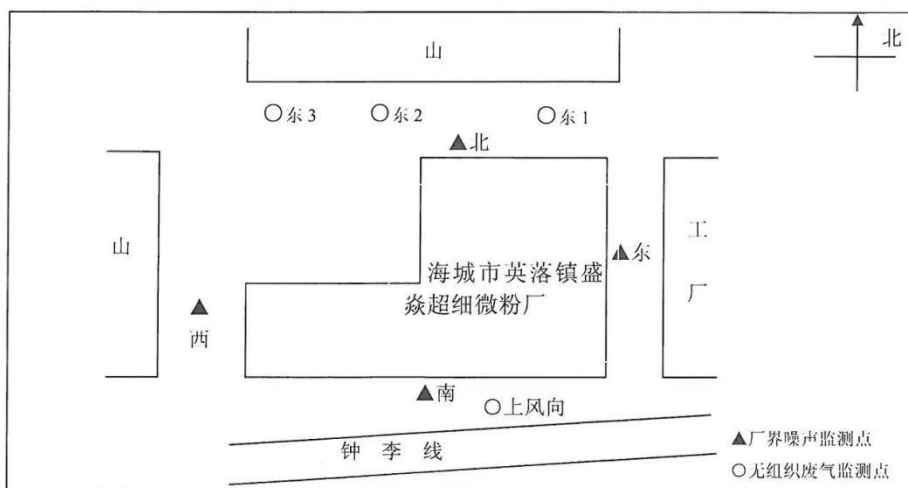 山
北
东3
东2
东1
北
山
工
厂
东
海城市英落镇盛
焱超细微粉厂
西
南
上风向
钟李线
厂界噪声监测点
无组织废气监测点